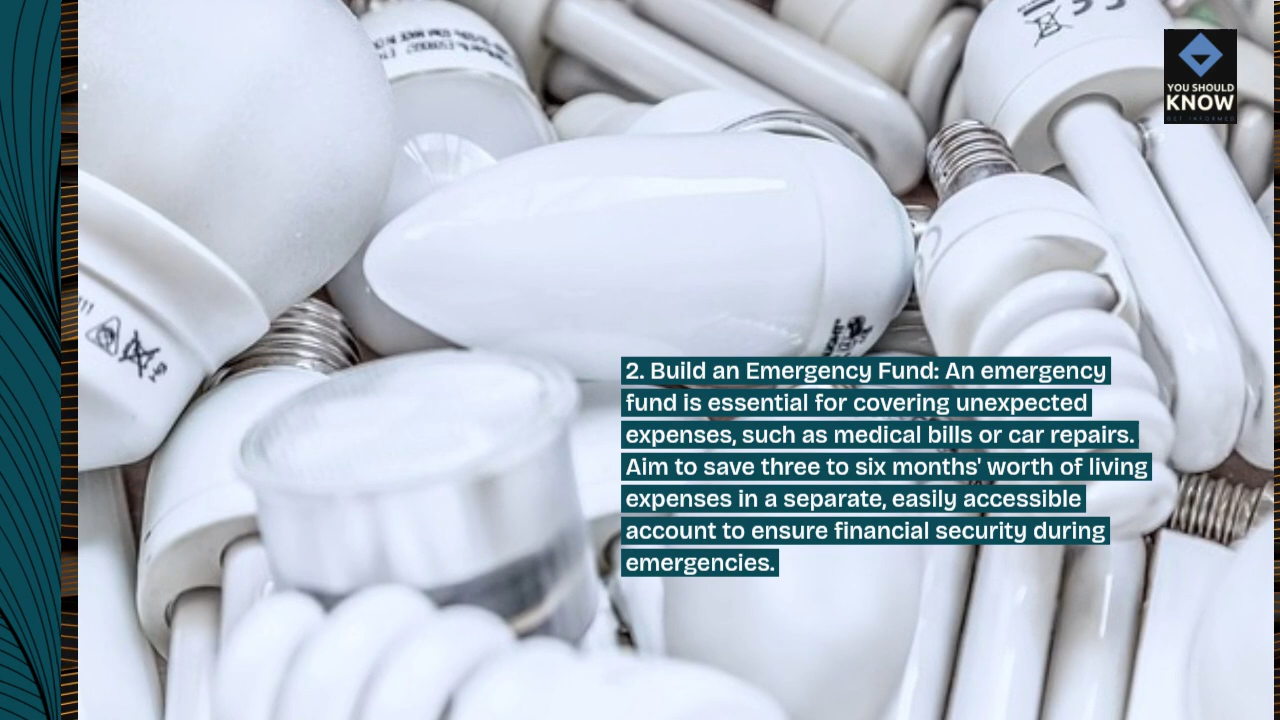 YOU SHOULD
KNOW
GET INFORMED
2. Build an Emergency Fund: An emergency
fund is essential for covering unexpected
expenses, such as medical bills or car repairs.
Aim to save three to six months' worth of living
expenses in a separate, easily accessible
account to ensure financial security during
emergencies.